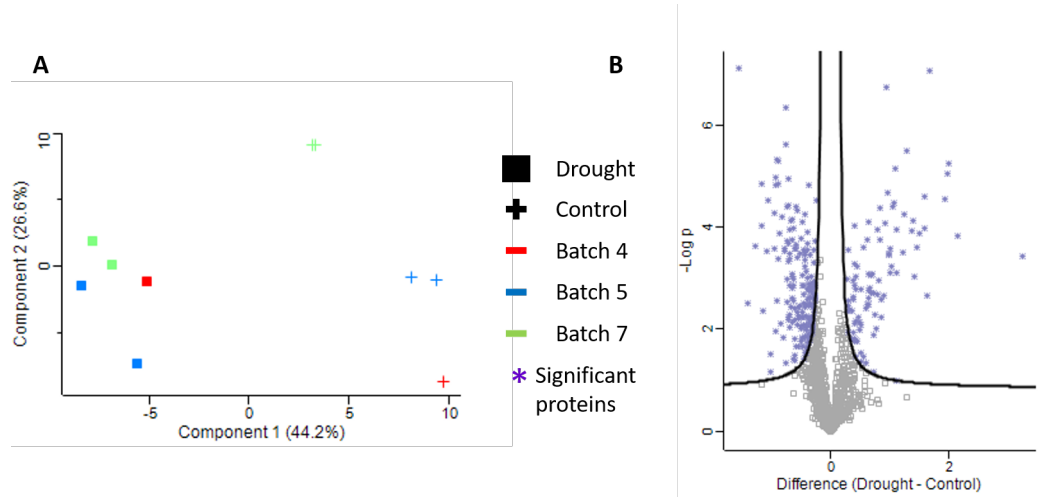 A
B
10
0
Component 2 (26.6%)
-5
0
5
10
Component 1 (44.2%)
Drought
Control
Batch 4
Batch 5
Batch 7
Significant
proteins
6
4
2
0
-Log p
0
2
Difference (Drought - Control)